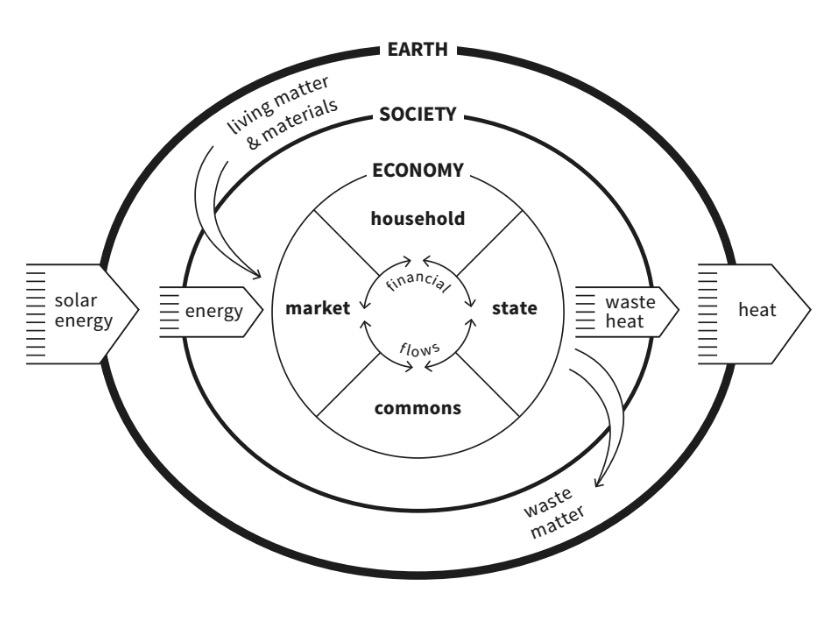 EARTH
living matter
& materials
SOCIETY
ECONOMY
household
financial
solar
energy
energy
market
state
waste
heat
heat
flows
commons
waste
matter